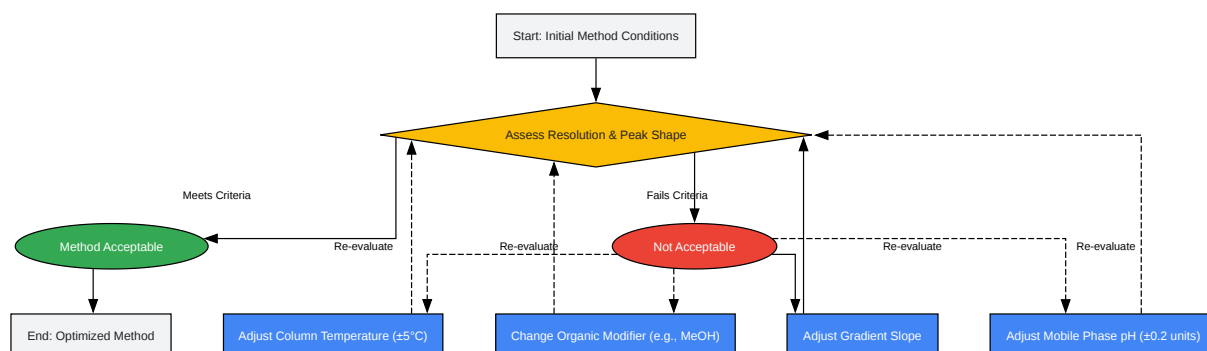 Start: Initial Method Conditions
Assess Resolution & Peak Shape
Meets Criteria
Fails Criteria
Method Acceptable
Re-evaluate
Re-evaluate
Not Acceptable
Re-evaluate
Re-evaluate
End: Optimized Method
Adjust Column Temperature (±5°C)
Change Organic Modifier (e.g., MeOH)
Adjust Gradient Slope
Adjust Mobile Phase pH (±0.2 units)